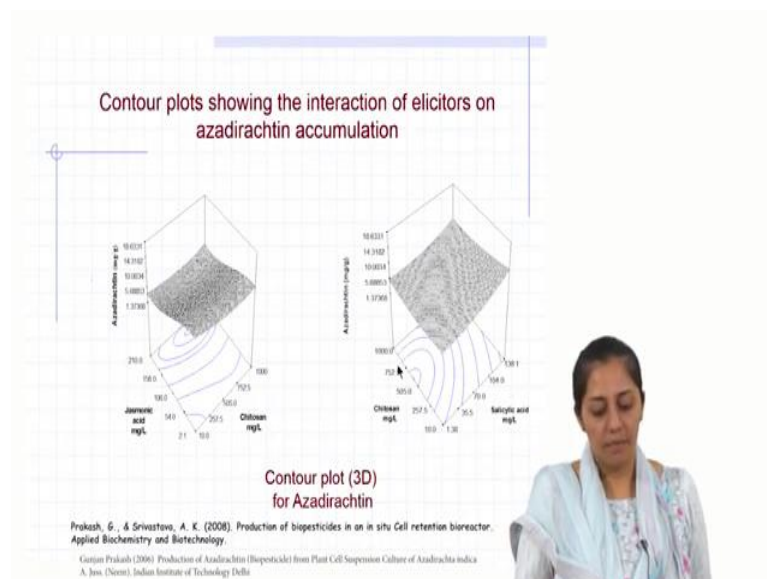 Contour plots showing the interaction of elicitors on
azadirachtin accumulation
18.6331
14.3182
10.0034
5.68853
1.37368
Azadirachtin (mg/g)
210.0
158.0
106.0
54.0
2.1
Jasmonic
acid
mg/L
1000
752.5
505.0
257.5
10.0
Chitosan
mg/L
18.6331
14.3182
10.0034
5.68853
1.37368
Azadirachtin (mg/g)
1000.0
752.
505.0
257.5
10.0
Chitosan
mg/L
138.1
104.0
70.0
35.5
1.38
Salicylic acid
mg/L
Contour plot (3D)
for Azadirachtin
Prakash, G., & Srivastava, A. K. (2008). Production of biopesticides in an in situ Cell retention bioreactor.
Applied Biochemistry and Biotechnology.
Gunjan Prakash (2006) Production of Azadirachtin (Biopesticide) from Plant Cell Suspension Culture of Azadirachta indica
A. Juss. (Neem). Indian Institute of Technology Delhi